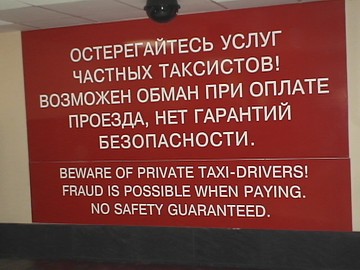 ОСТЕРЕГАЙТЕСЬ УСЛУГ
ЧАСТНЫХ ТАКСИСТОВ!
ВОЗМОЖЕН ОБМАН ПРИ ОПЛАТЕ
ПРОЕЗДА, НЕТ ГАРАНТИЙ
БЕЗОПАСНОСТИ.
BEWARE OF PRIVATE TAXI-DRIVERS!
FRAUD IS POSSIBLE WHEN PAYING.
NO SAFETY GUARANTEED.